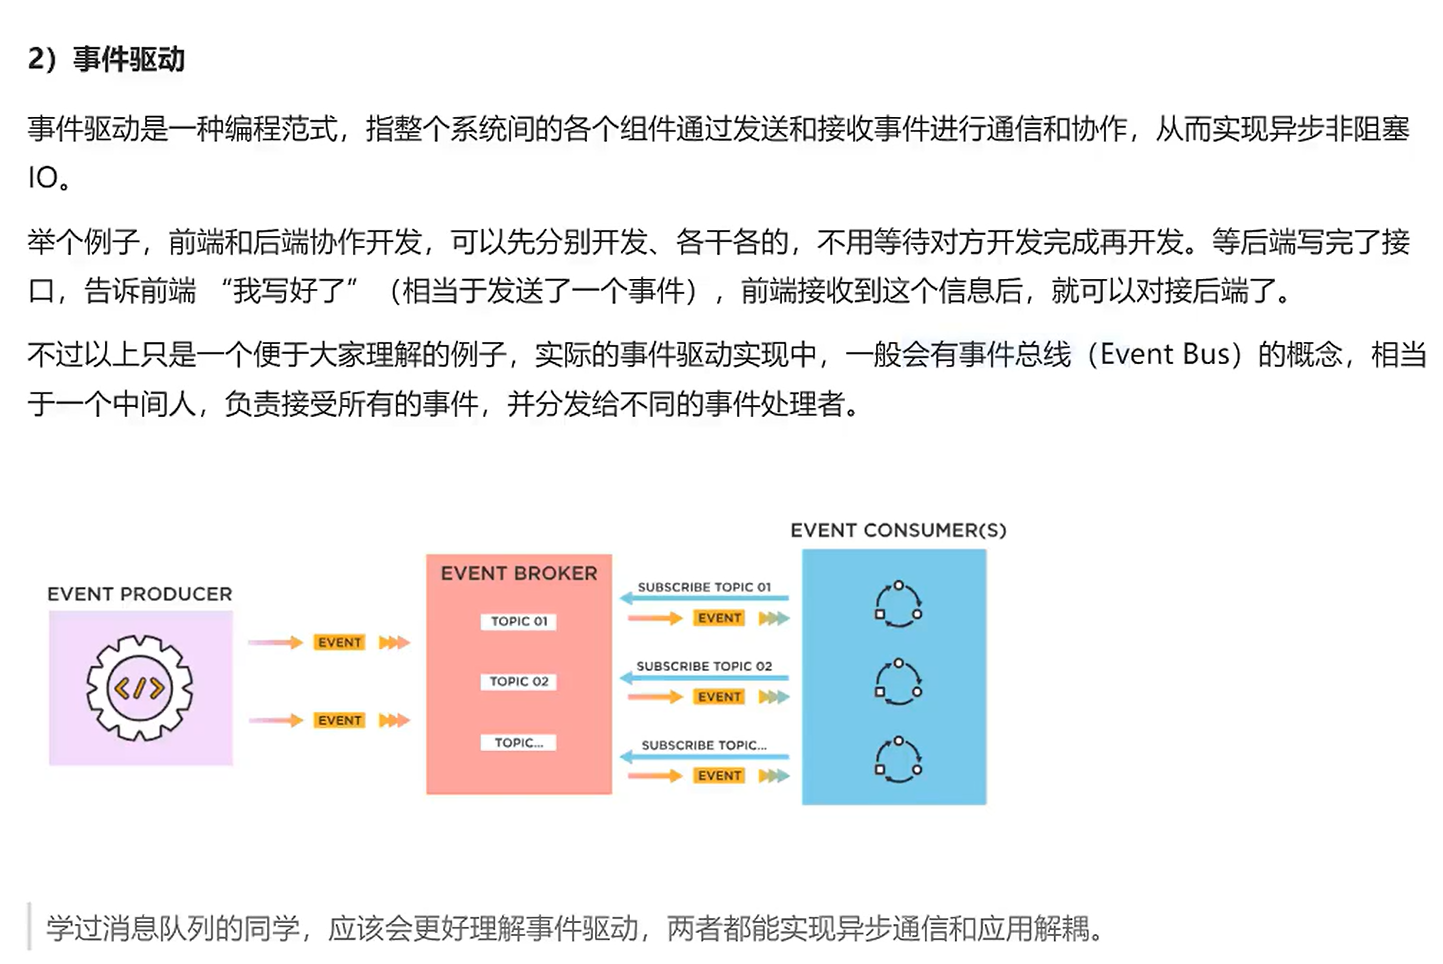 2）事件驱动
事件驱动是一种编程范式，指整个系统间的各个组件通过发送和接收事件进行通信和协作，从而实现异步非阻塞
IO。
举个例子，前端和后端协作开发，可以先分别开发、各干各的，不用等待对方开发完成再开发。等后端写完了接
口，告诉前端 “我写好了” （相当于发送了一个事件），前端接收到这个信息后，就可以对接后端了。
不过以上只是一个便于大家理解的例子，实际的事件驱动实现中，一般会有事件总线（Event Bus）的概念，相当
于一个中间人，负责接受所有的事件，并分发给不同的事件处理者。
EVENT PRODUCER
</>
EVENT
EVENT
EVENT BROKER
TOPIC 01
TOPIC 02
TOPIC...
SUBSCRIBE TOPIC 01
EVENT
SUBSCRIBE TOPIC 02
EVENT
SUBSCRIBE TOPIC...
EVENT
EVENT CONSUMER(S)
学过消息队列的同学，应该会更好理解事件驱动，两者都能实现异步通信和应用解耦。